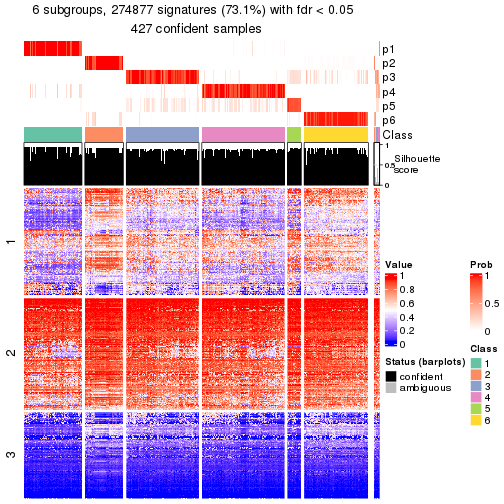 6 subgroups, 274877 signatures (73.1%) with fdr < 0.05
427 confident samples
p1
p2
p3
p4
p5
p6
Class
1
0.5
0
Silhouette
score
1
2
3
Value
1
0.8
0.6
0.4
0.2
0
Prob
1
0.5
0
Status (barplots)
confident
ambiguous
Class
1
2
3
4
5
6